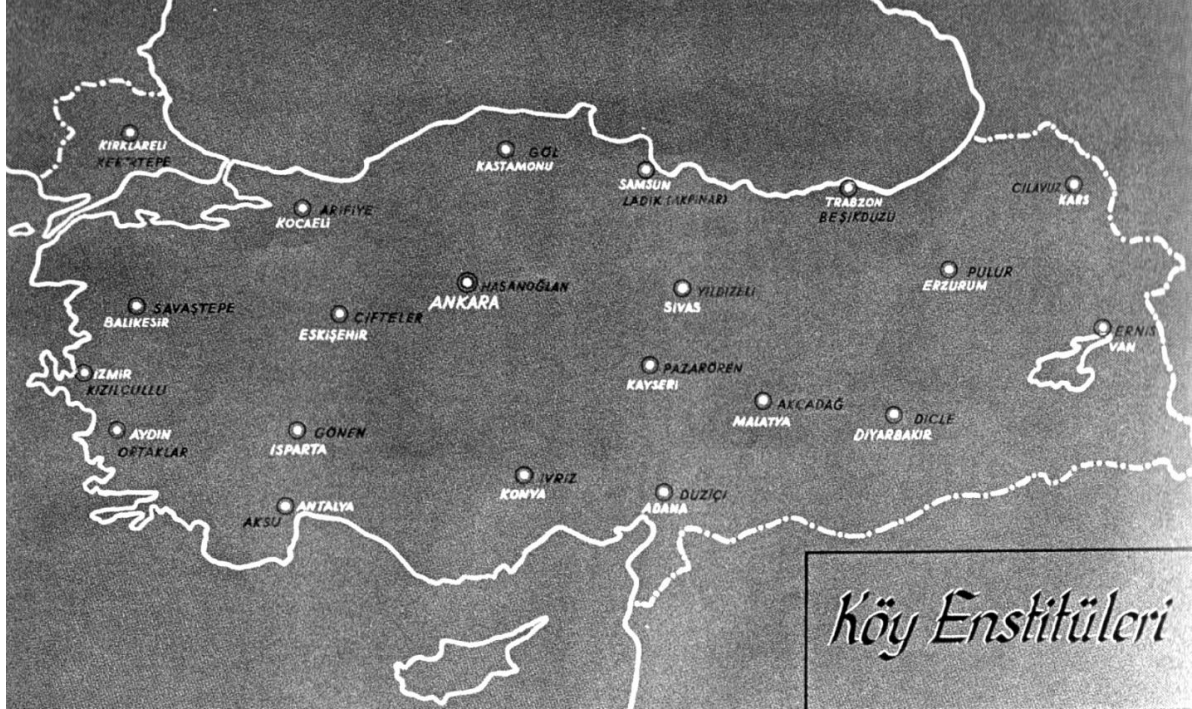 KIRKLARELİ
KEPİRTEPE
GÖL
KASTAMONU
SAMSUN
LADİK (AKPINAR)
TRABZON
BEŞİKDÜZÜ
CILAVUZ
KARS
ARİFİYE
KOCAELİ
HASANOĞLAN
ANKARA
YILDIZELİ
SİVAS
PULUR
ERZURUM
SAVAŞTEPE
BALIKESİR
ÇİFTELER
ESKİŞEHİR
ERNİS
VAN
İZMİR
KIZILÇULLU
PAZARÖREN
KAYSERİ
AKÇADAĞ
MALATYA
DİCLE
DİYARBAKIR
AYDIN
ORTAKLAR
GÖNEN
ISPARTA
İVRİZ
KONYA
DÜZİÇİ
ADANA
ANTALYA
AKSU
Köy Enstitüleri